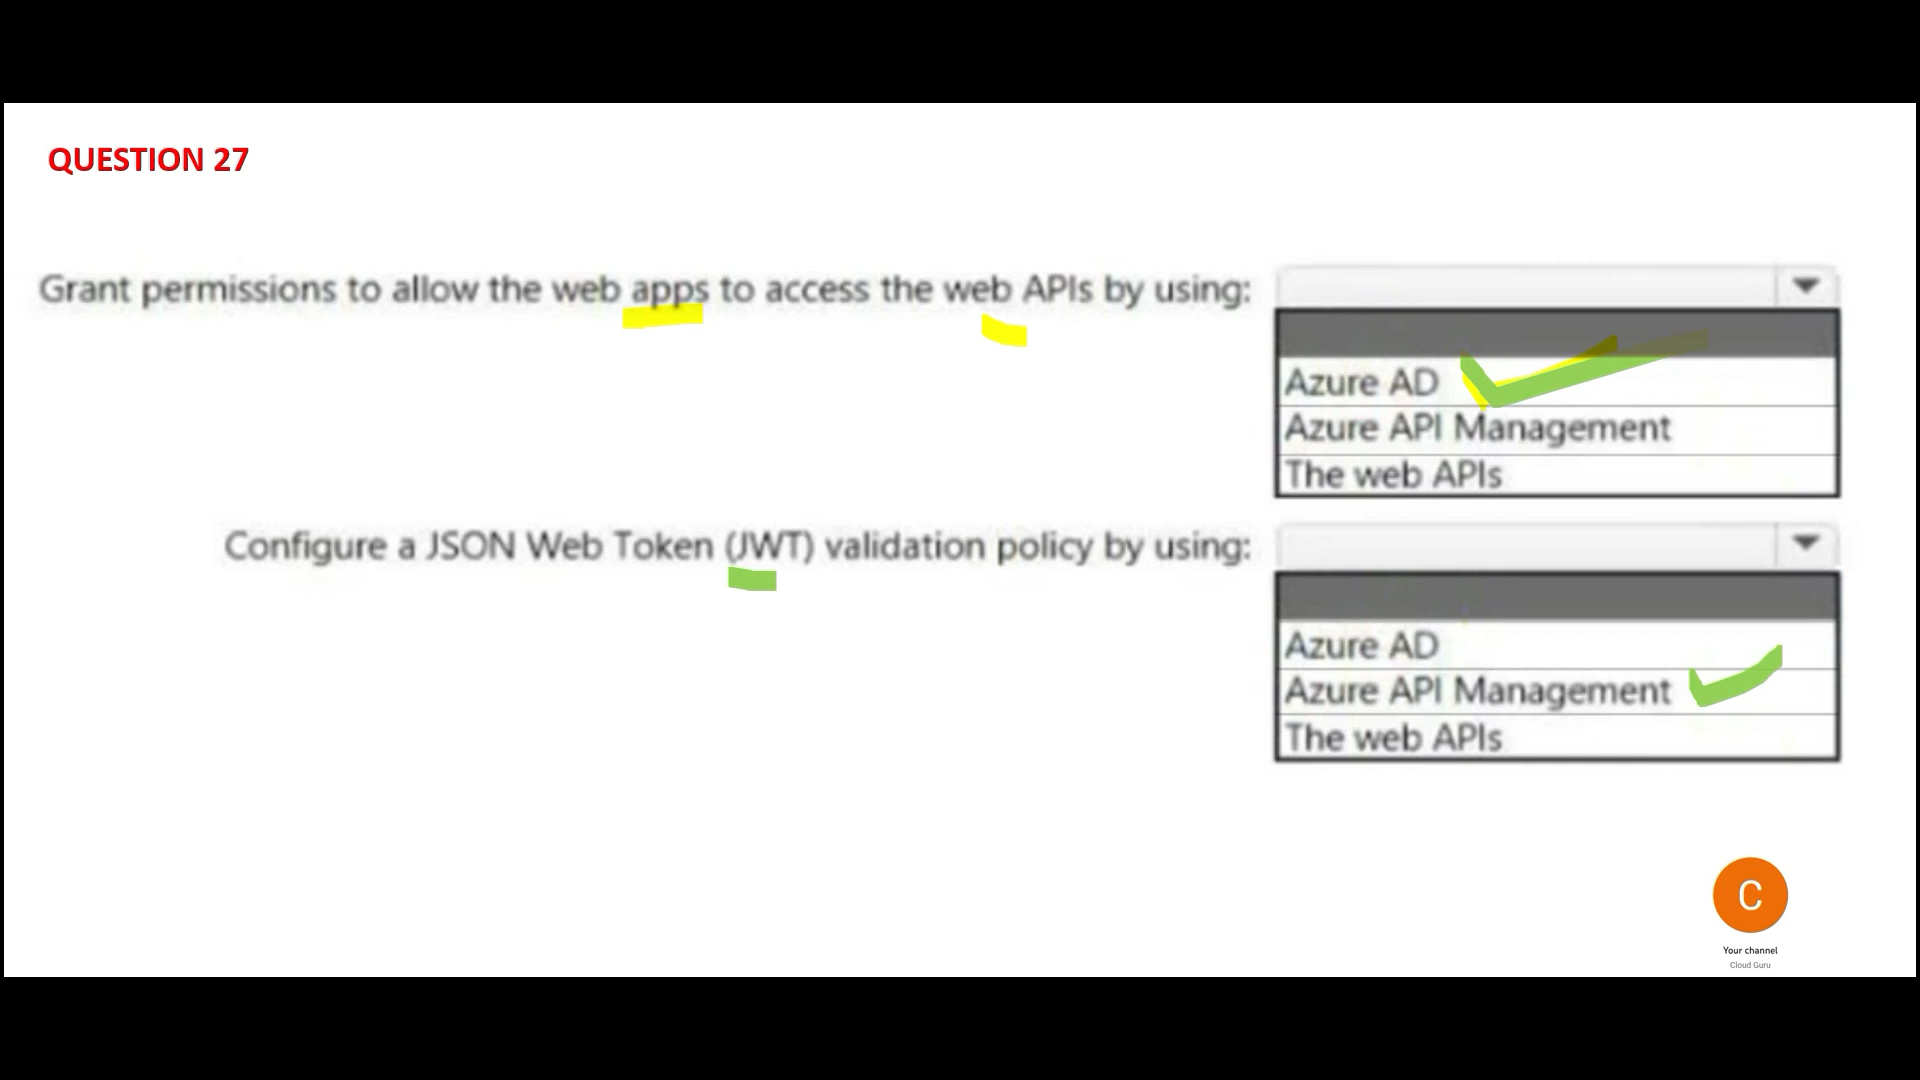 QUESTION 27
Grant permissions to allow the web apps to access the web APIs by using:
Azure AD
Azure API Management
The web APIs
Configure a JSON Web Token (JWT) validation policy by using:
Azure AD
Azure API Management
The web APIs
C
Your channel
Cloud Guru